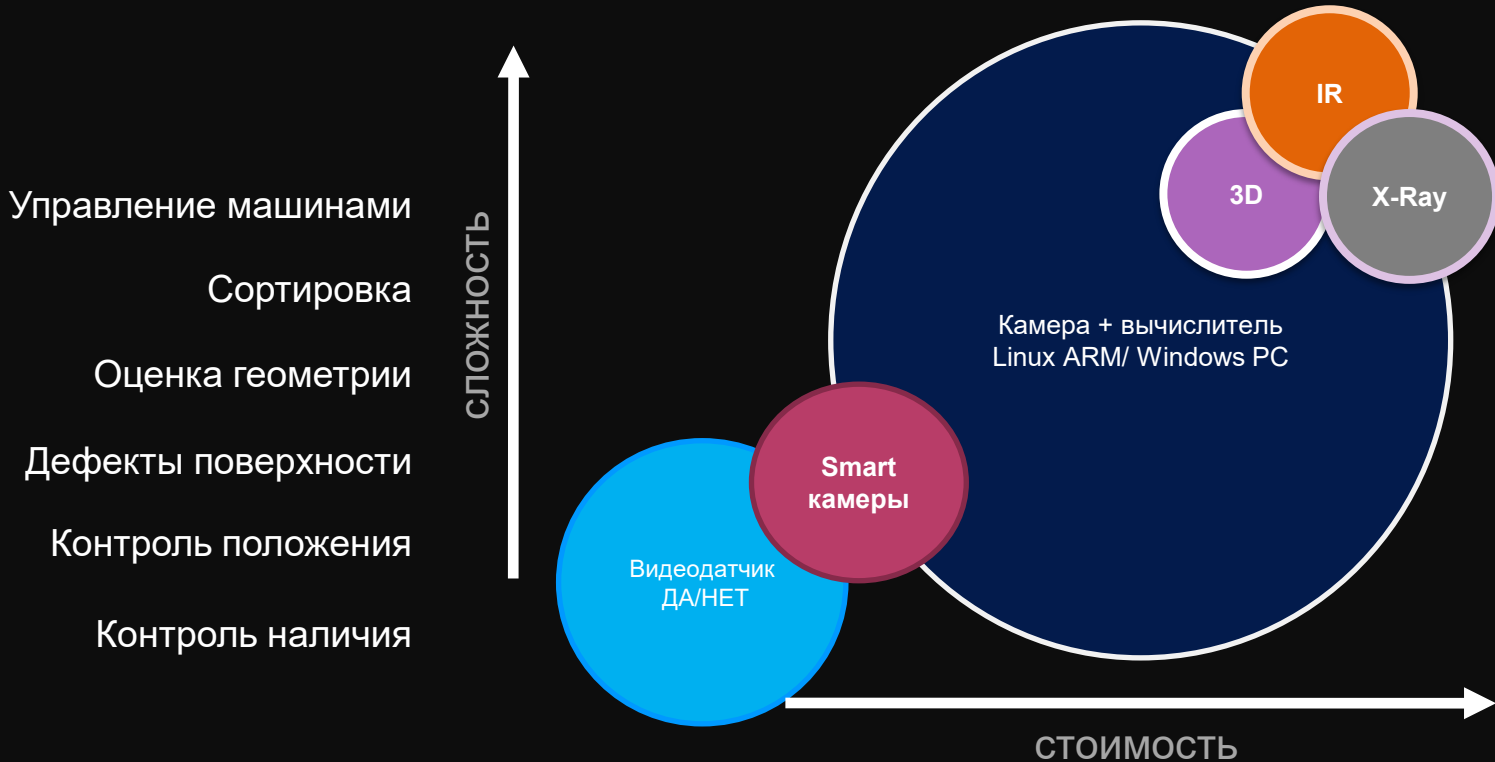 Управление машинами
Сортировка
Оценка геометрии
Дефекты поверхности
Контроль положения
Контроль наличия
сложность
Видеодатчик
ДА/НЕТ
Smart
камеры
Камера + вычислитель
Linux ARM/ Windows PC
3D
IR
X-Ray
стоимость